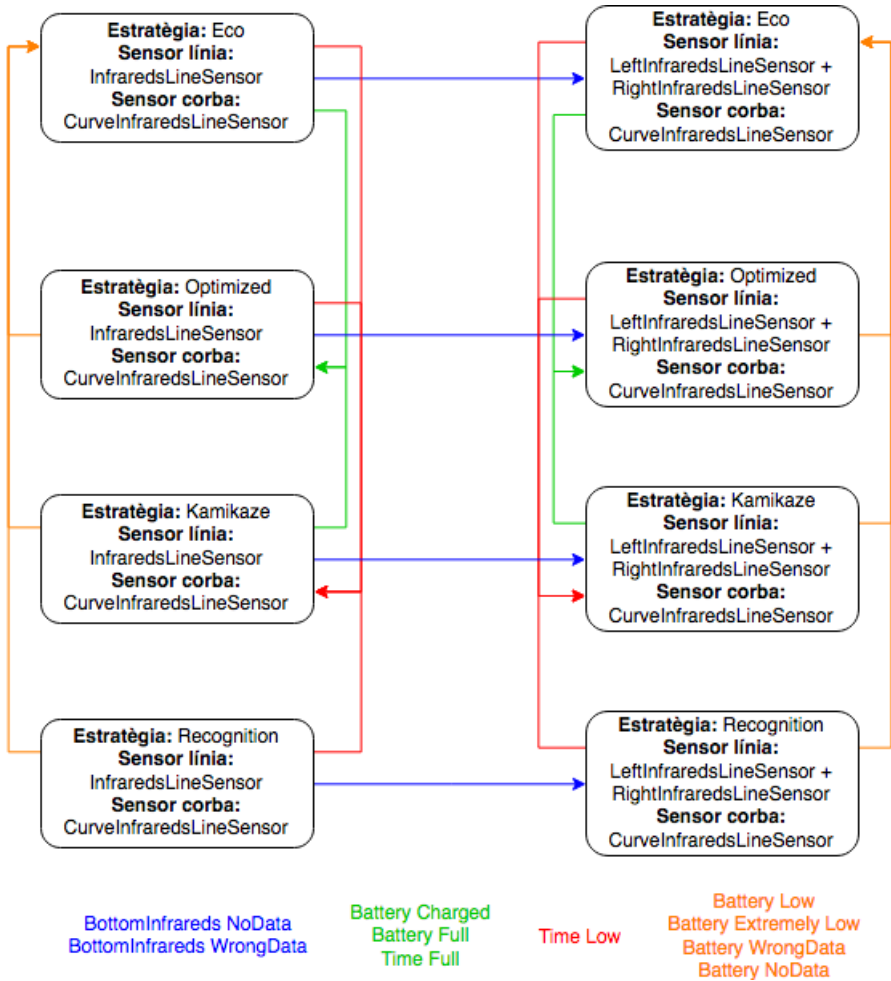 Estratègia: Eco
Sensor línia:
InfraredsLineSensor
Sensor corba:
CurveInfraredsLineSensor
Estratègia: Eco
Sensor línia:
LeftInfraredsLineSensor +
RightInfraredsLineSensor
Sensor corba:
CurveInfraredsLineSensor
Estratègia: Optimized
Sensor línia:
InfraredsLineSensor
Sensor corba:
CurveInfraredsLineSensor
Estratègia: Optimized
Sensor línia:
LeftInfraredsLineSensor +
RightInfraredsLineSensor
Sensor corba:
CurveInfraredsLineSensor
Estratègia: Kamikaze
Sensor línia:
InfraredsLineSensor
Sensor corba:
CurveInfraredsLineSensor
Estratègia: Kamikaze
Sensor línia:
LeftInfraredsLineSensor +
RightInfraredsLineSensor
Sensor corba:
CurveInfraredsLineSensor
Estratègia: Recognition
Sensor línia:
InfraredsLineSensor
Sensor corba:
CurveInfraredsLineSensor
Estratègia: Recognition
Sensor línia:
LeftInfraredsLineSensor +
RightInfraredsLineSensor
Sensor corba:
CurveInfraredsLineSensor
BottomInfrareds NoData
BottomInfrareds WrongData
Battery Charged
Battery Full
Time Full
Time Low
Battery Low
Battery Extremely Low
Battery WrongData
Battery NoData